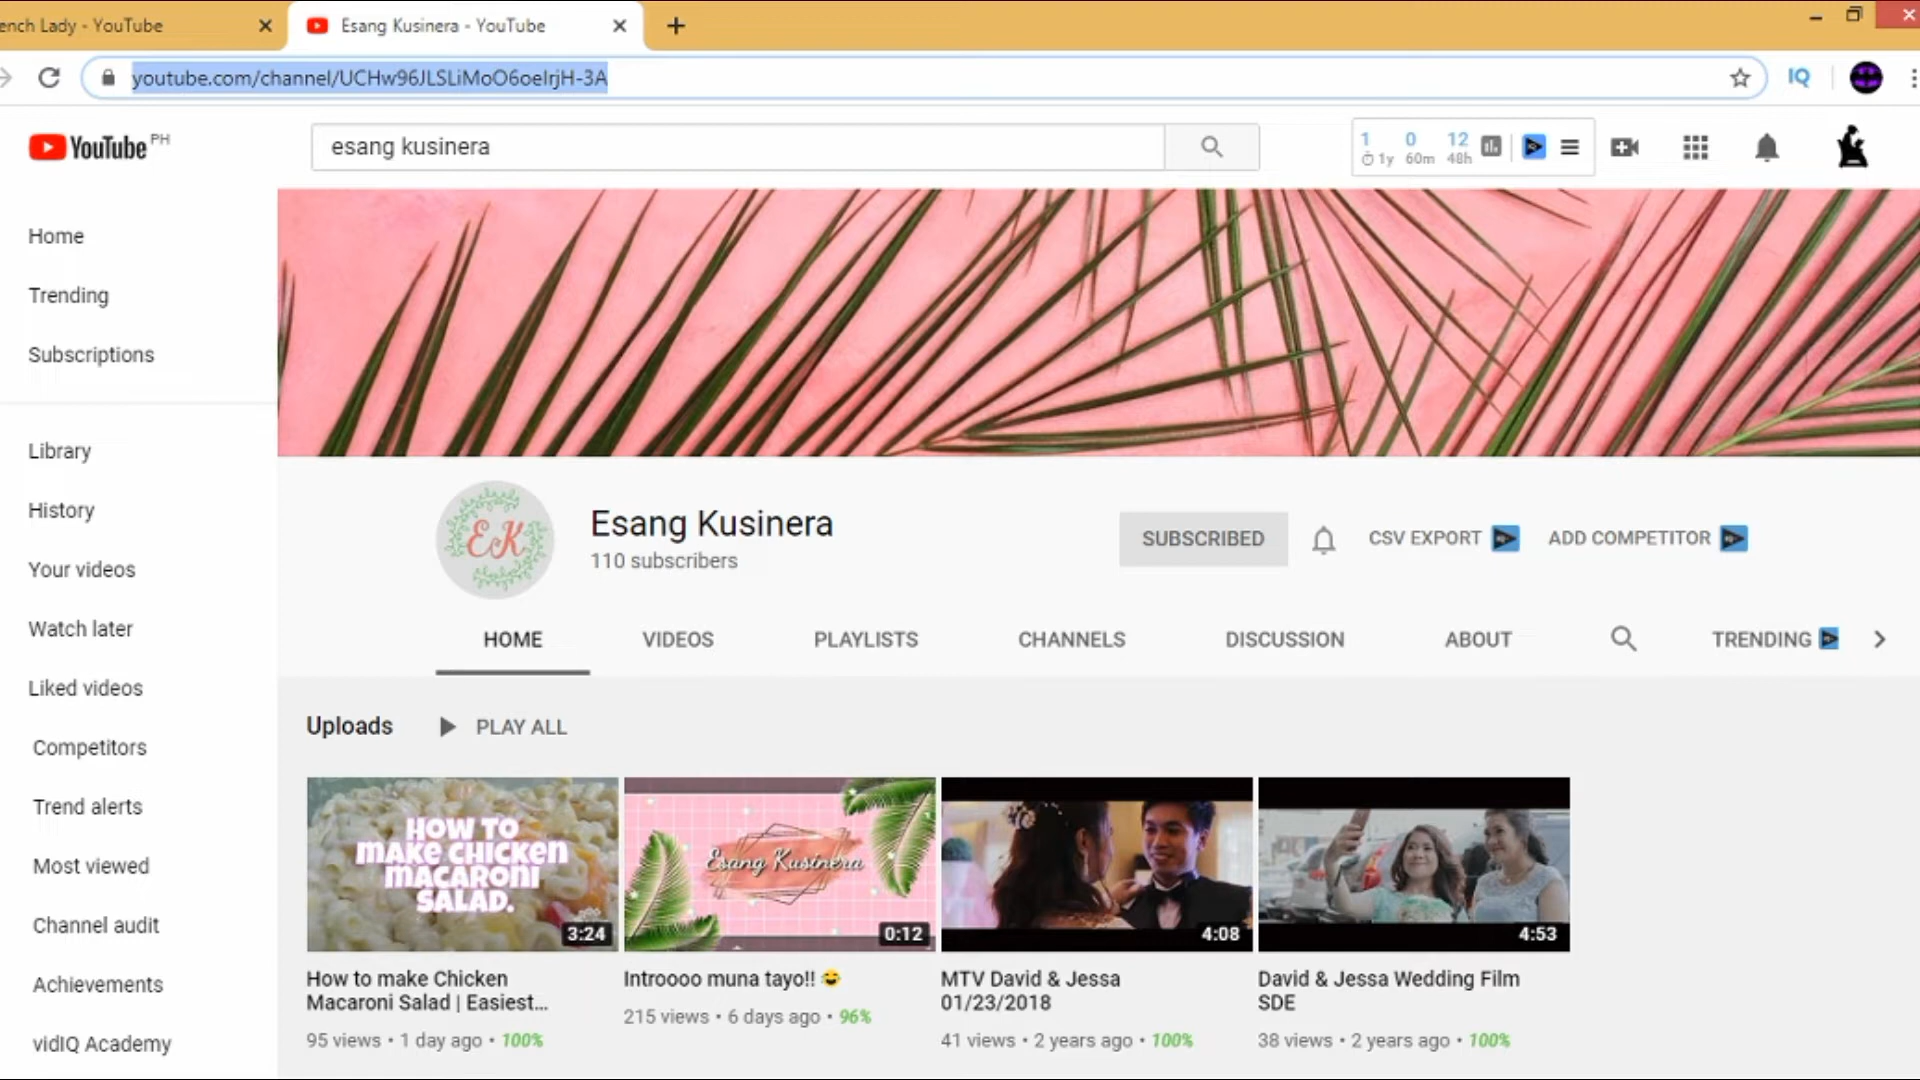 ench Lady - YouTube
Esang Kusinera - YouTube
youtube.com/channel/UCHw96JLSLiMoO6oeIrjH-3A
IQ
YouTube PH
esang kusinera
1 0 12
1y 60m 48h
Home
Trending
Subscriptions
Library
History
Your videos
Watch later
Liked videos
Competitors
Trend alerts
Most viewed
Channel audit
Achievements
vidIQ Academy
EK
Esang Kusinera
110 subscribers
SUBSCRIBED
CSV EXPORT
ADD COMPETITOR
HOME
VIDEOS
PLAYLISTS
CHANNELS
DISCUSSION
ABOUT
TRENDING
Uploads
PLAY ALL
HOW TO
make CHICKEN
MACARONI
SALAD.
3:24
How to make Chicken
Macaroni Salad | Easiest...
95 views • 1 day ago • 100%
Esang Kusinera
0:12
Introooo muna tayo!! 😂
215 views • 6 days ago • 96%
4:08
MTV David & Jessa
01/23/2018
41 views • 2 years ago • 100%
4:53
David & Jessa Wedding Film
SDE
38 views • 2 years ago • 100%